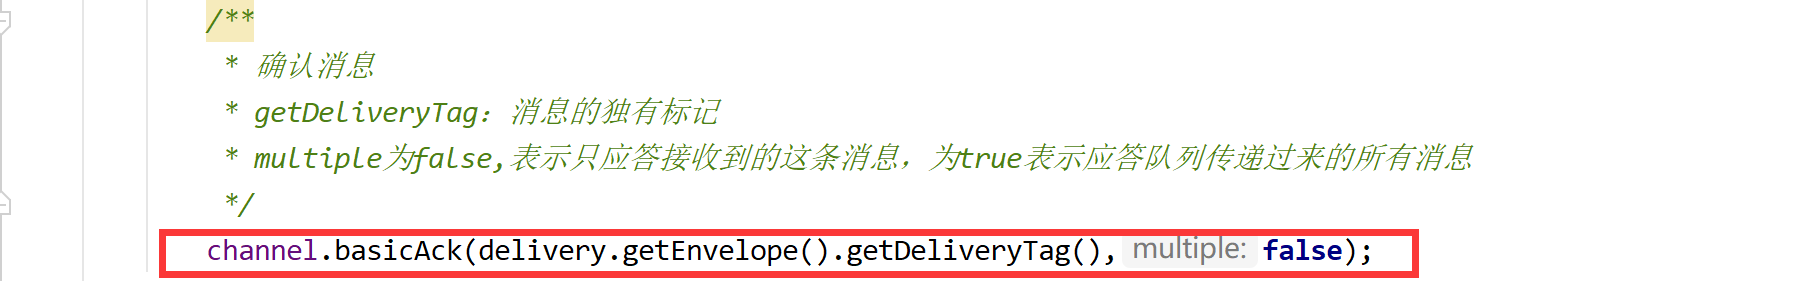 /**
* 确认消息
* getDeliveryTag：消息的独有标记
* multiple为false,表示只应答接收到的这条消息，为true表示应答队列传递过来的所有消息
*/
channel.basicAck(delivery.getEnvelope().getDeliveryTag(), multiple: false);